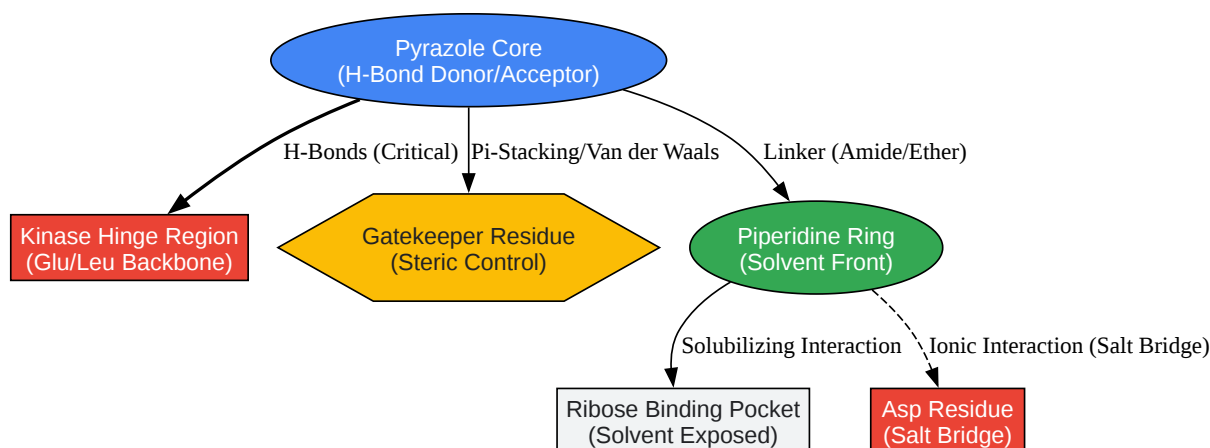 Pyrazole Core
(H-Bond Donor/Acceptor)
H-Bonds (Critical)
Pi-Stacking/Van der Waals
Linker (Amide/Ether)
Kinase Hinge Region
(Glu/Leu Backbone)
Gatekeeper Residue
(Steric Control)
Piperidine Ring
(Solvent Front)
Solubilizing Interaction
Ionic Interaction (Salt Bridge)
Ribose Binding Pocket
(Solvent Exposed)
Asp Residue
(Salt Bridge)